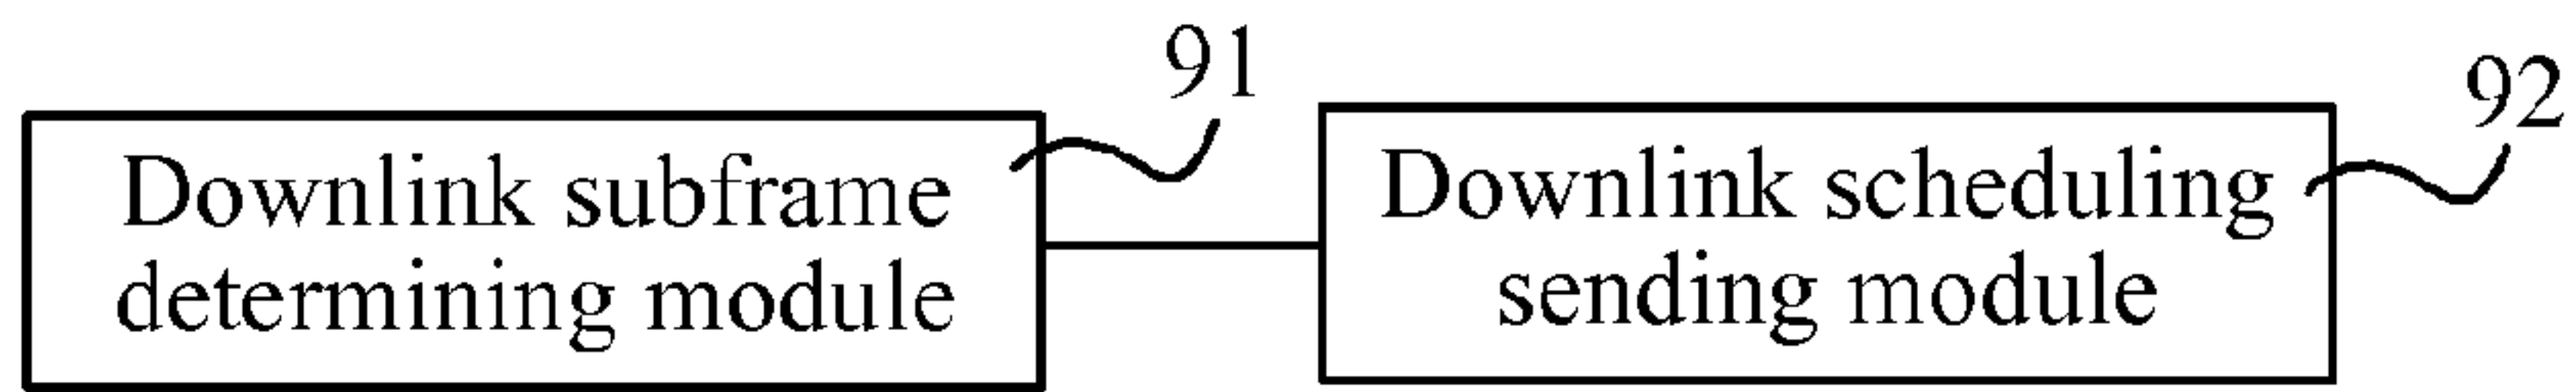 91
92
Downlink subframe
determining module
Downlink scheduling
sending module